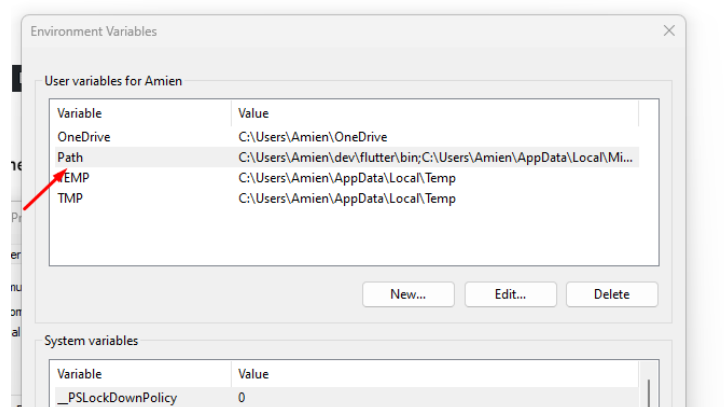 Environment Variables
User variables for Amien
Variable Value
OneDrive C:\Users\Amien\OneDrive
Path C:\Users\Amien\dev\flutter\bin;C:\Users\Amien\AppData\Local\Mi...
TEMP C:\Users\Amien\AppData\Local\Temp
TMP C:\Users\Amien\AppData\Local\Temp
New... Edit... Delete
System variables
Variable Value
__PSLockDownPolicy 0